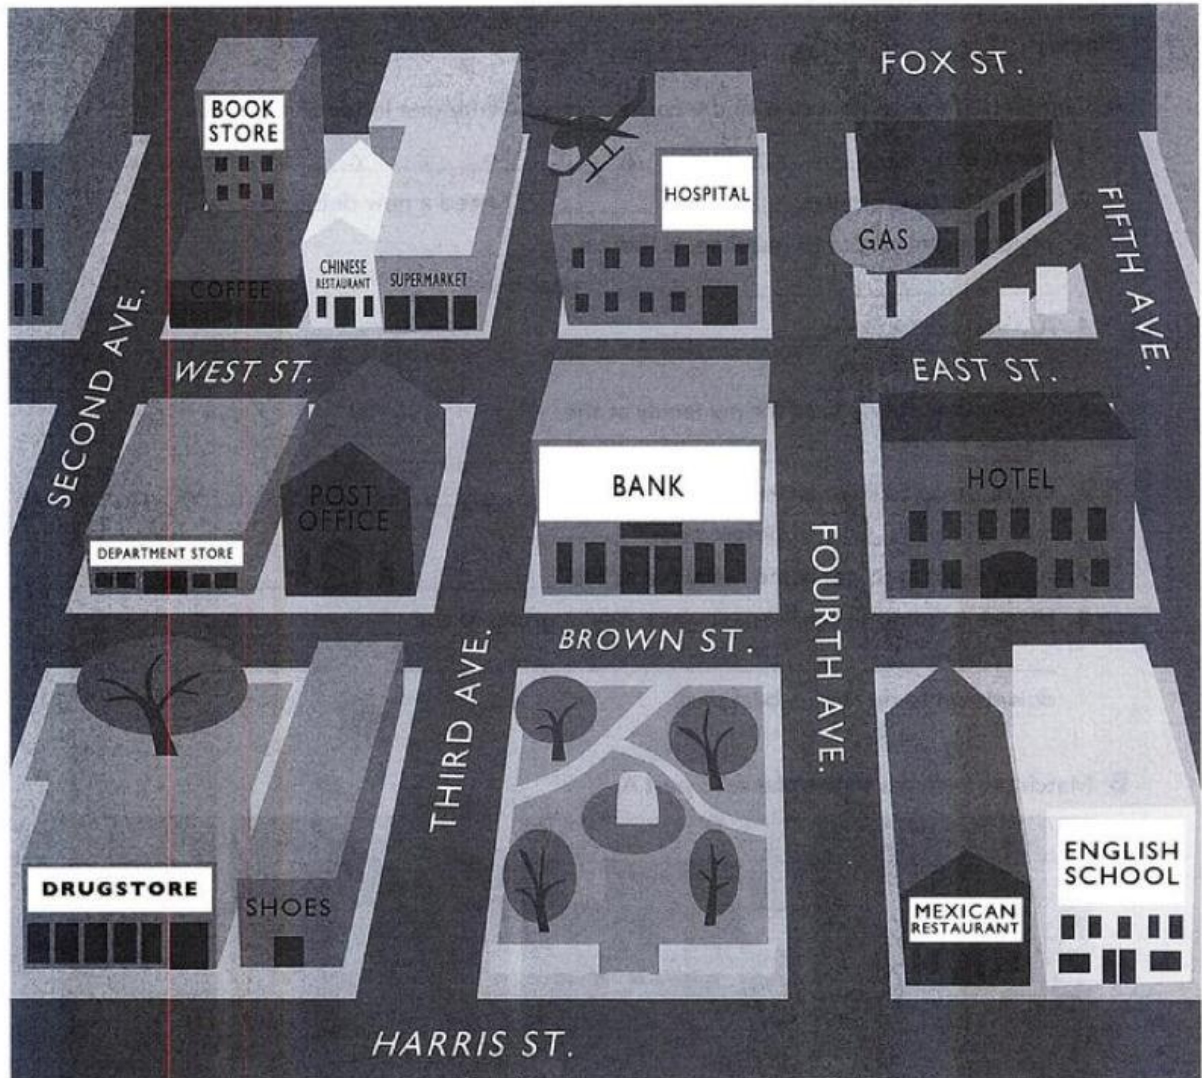 FOX ST.
BOOK
STORE
HOSPITAL
FIFTH AVE.
GAS
CHINESE
RESTAURANT
SUPERMARKET
COFFEE
SECOND AVE.
WEST ST.
EAST ST.
BANK
HOTEL
POST
OFFICE
DEPARTMENT STORE
FOURTH AVE.
THIRD AVE.
BROWN ST.
ENGLISH
SCHOOL
DRUGSTORE
SHOES
MEXICAN
RESTAURANT
HARRIS ST.